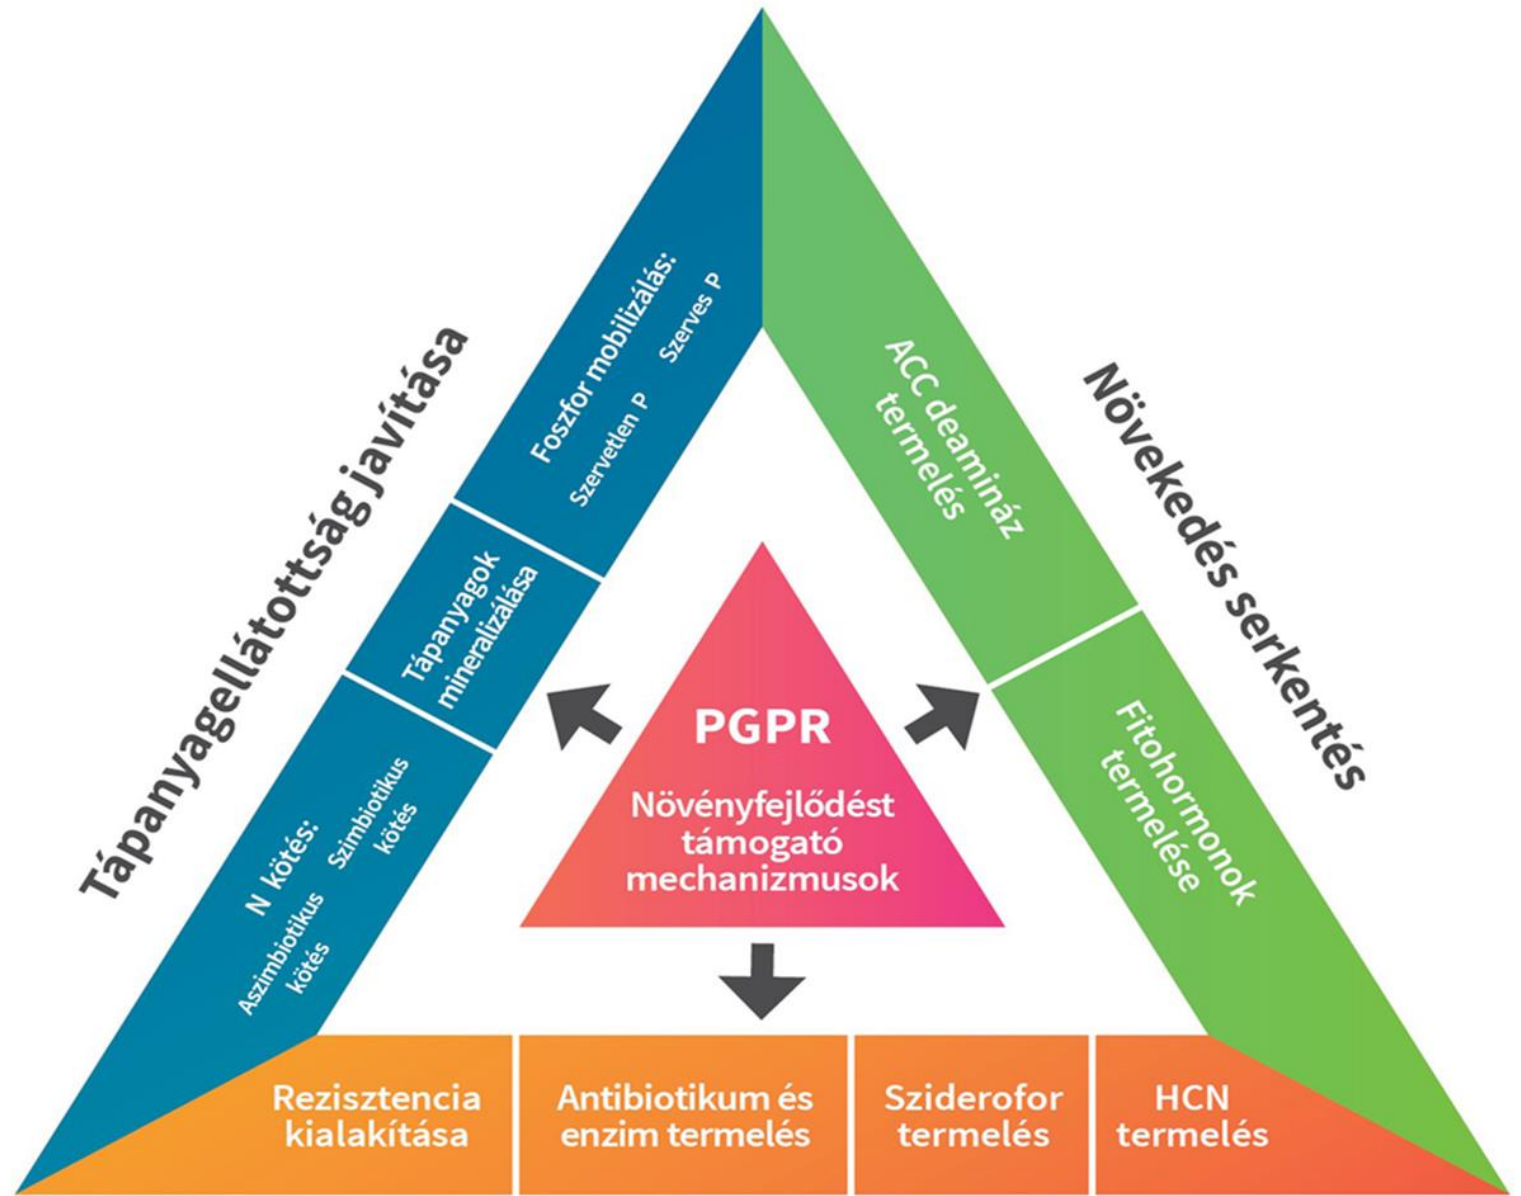 Tápanyagellátottság javítása
Foszfor mobilizálás:
Szervetlen P
Szerves P
Tápanyagok
mineralizálása
N kötés:
Aszimbiotikus
kötés
Szimbiotikus
kötés
Növekedés serkentés
ACC deamináz
termelés
Fitohormonok
termelése
PGPR
Növényfejlődést
támogató
mechanizmusok
Rezisztencia
kialakítása
Antibiotikum és
enzim termelés
Sziderofor
termelés
HCN
termelés